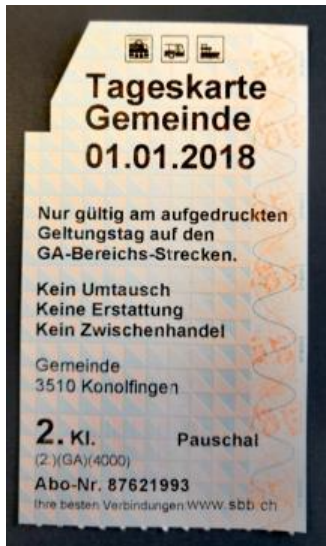 Tageskarte
Gemeinde
01.01.2018
Nur gültig am aufgedruckten
Geltungstag auf den
GA-Bereichs-Strecken.
Kein Umtausch
Keine Erstattung
Kein Zwischenhandel
Gemeinde
3510 Konolfingen
2. Kl. Pauschal
(2.)(GA)(4000)
Abo-Nr. 87621993
Ihre besten Verbindungen:www.sbb.ch